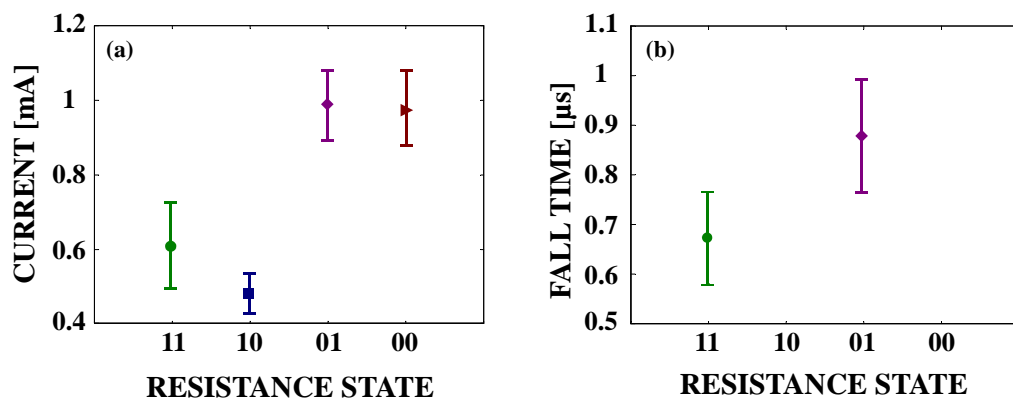 (a)
CURRENT [mA]
1.2
1
0.8
0.6
0.4
11 10 01 00
RESISTANCE STATE
(b)
FALL TIME [µs]
1.1
1
0.9
0.8
0.7
0.6
0.5
11 10 01 00
RESISTANCE STATE